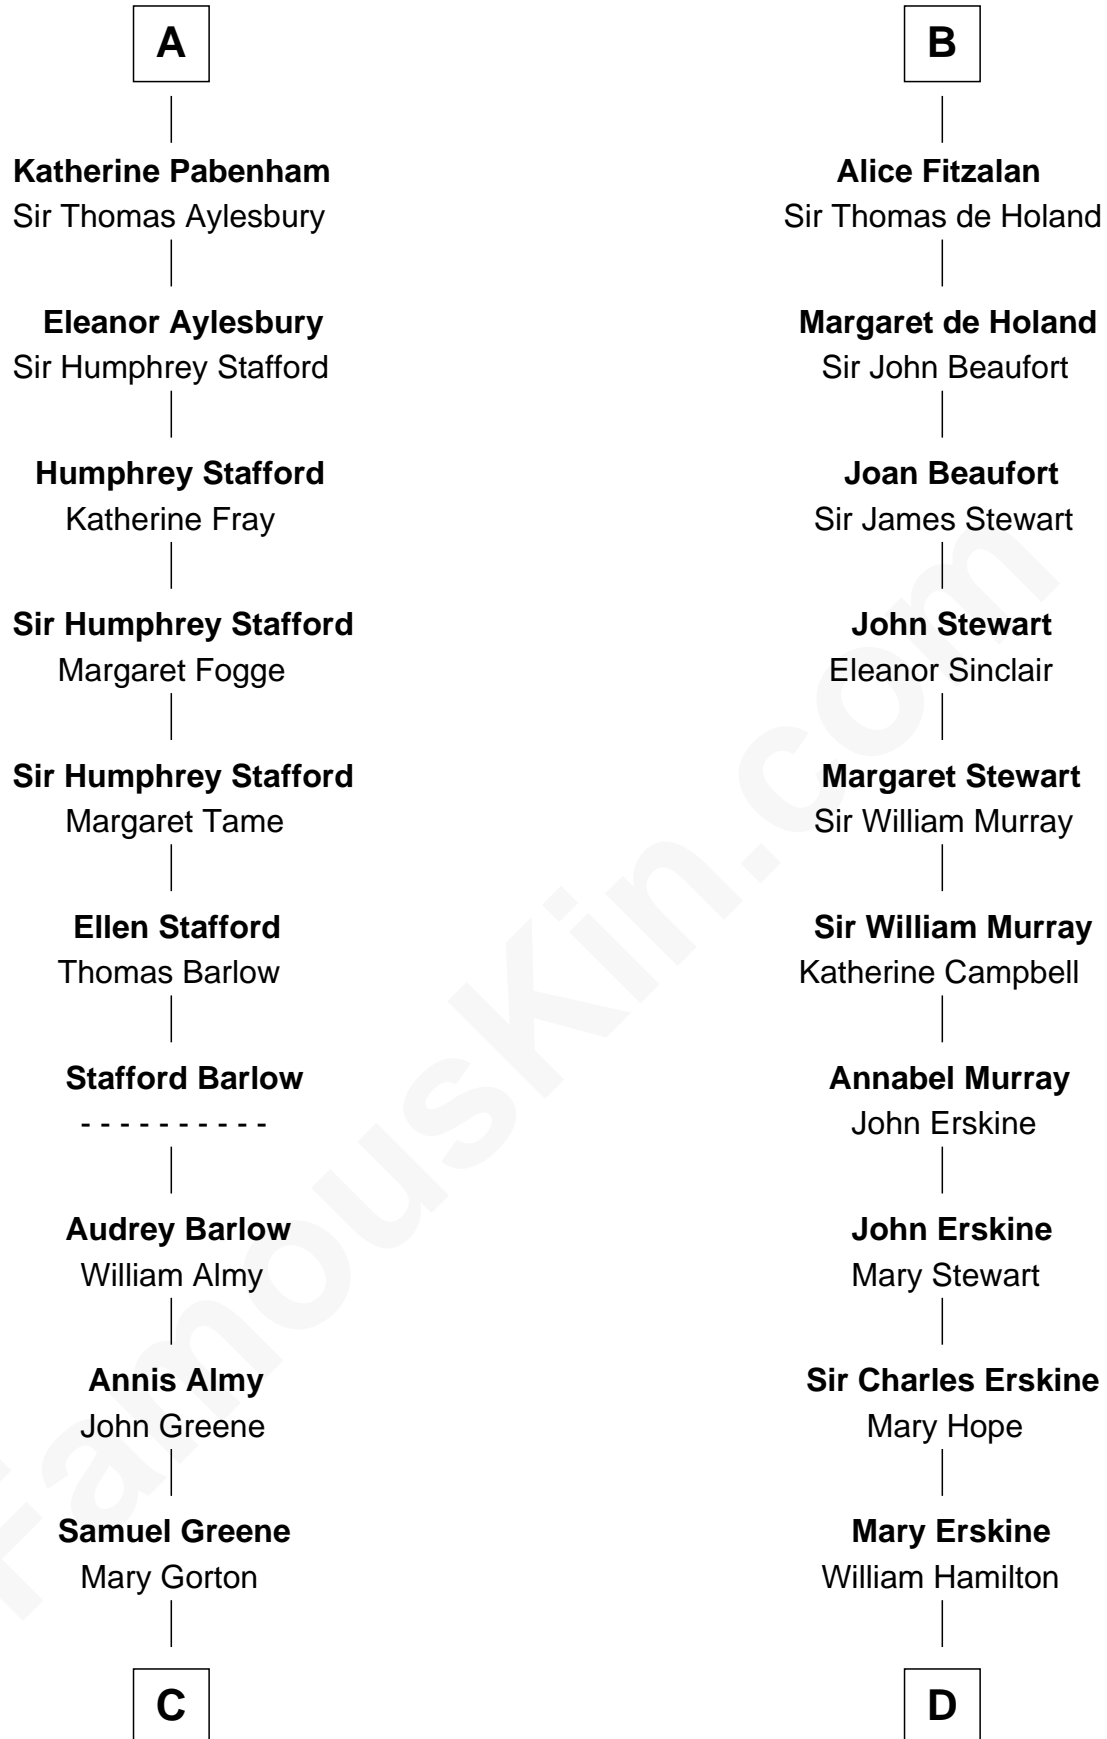 A
Katherine Pabenham
Sir Thomas Aylesbury
Eleanor Aylesbury
Sir Humphrey Stafford
Humphrey Stafford
Katherine Fray
Sir Humphrey Stafford
Margaret Fogge
Sir Humphrey Stafford
Margaret Tame
Ellen Stafford
Thomas Barlow
Stafford Barlow
- - - - - - - - - -
Audrey Barlow
William Almy
Annis Almy
John Greene
Samuel Greene
Mary Gorton
C
B
Alice Fitzalan
Sir Thomas de Holand
Margaret de Holand
Sir John Beaufort
Joan Beaufort
Sir James Stewart
John Stewart
Eleanor Sinclair
Margaret Stewart
Sir William Murray
Sir William Murray
Katherine Campbell
Annabel Murray
John Erskine
John Erskine
Mary Stewart
Sir Charles Erskine
Mary Hope
Mary Erskine
William Hamilton
D
FamousKin.com